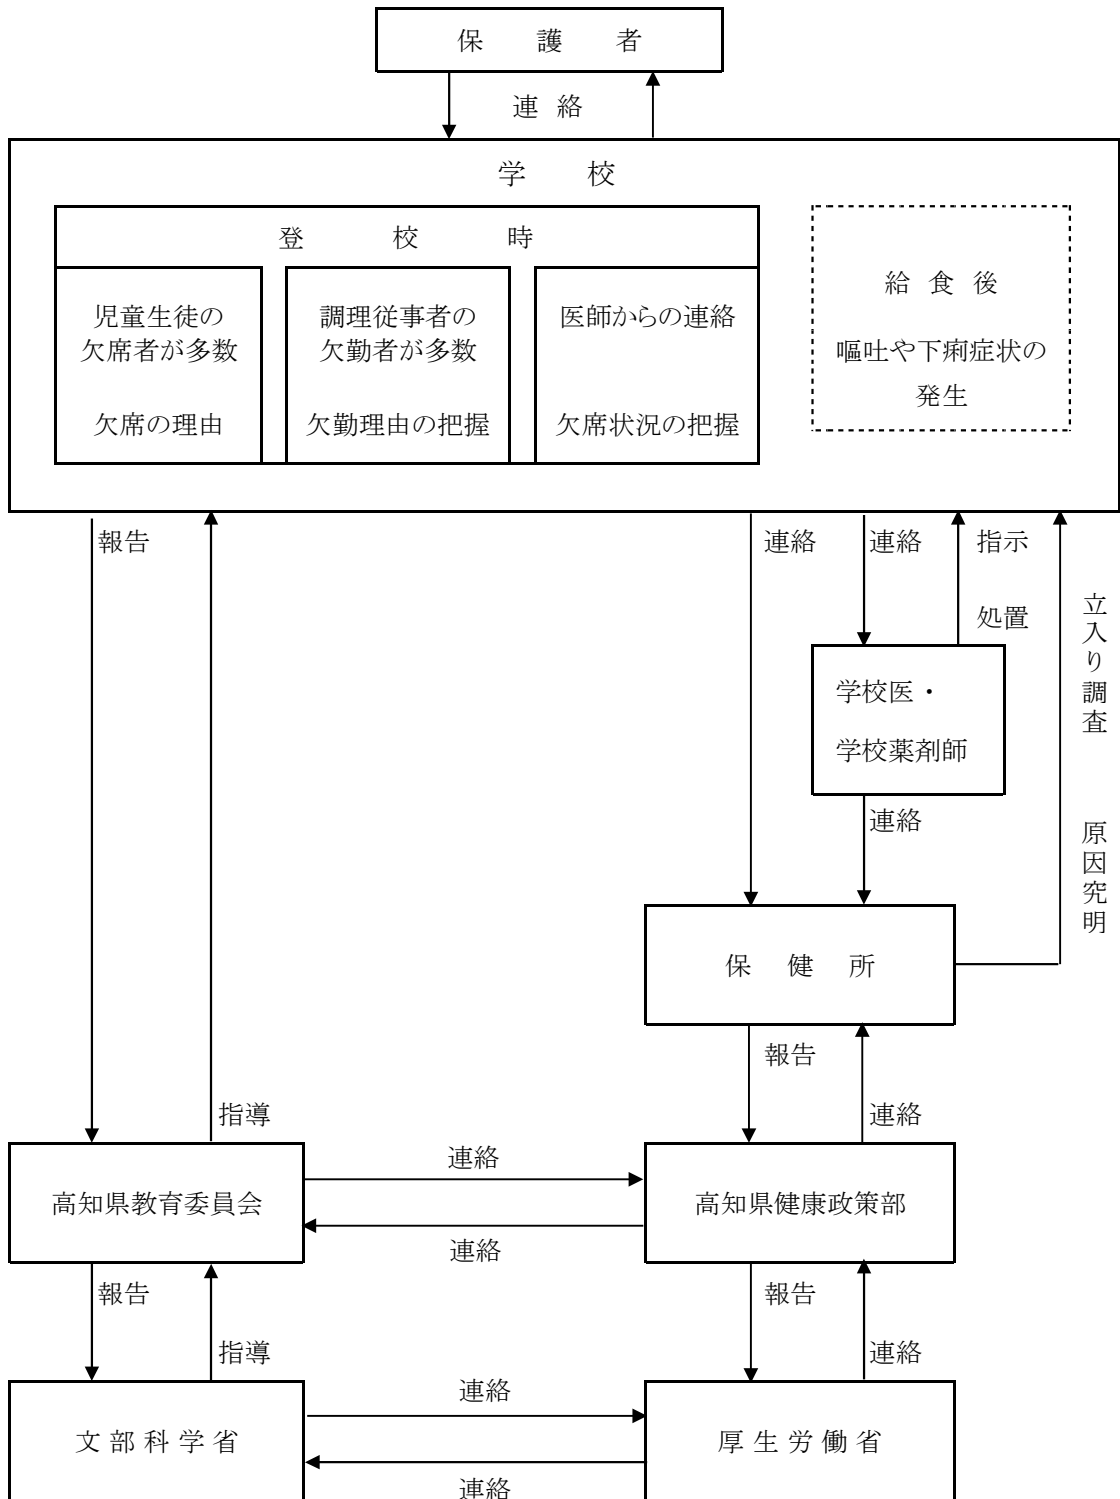 保護者
連絡
学校
登校時
児童生徒の
欠席者が多数
欠席の理由
調理従事者の
欠勤者が多数
欠勤理由の把握
医師からの連絡
欠席状況の把握
給食後
嘔吐や下痢症状の
発生
報告
連絡
連絡
指示
処置
立入り調査
原因究明
学校医・
学校薬剤師
連絡
保健所
報告
連絡
指導
高知県教育委員会
連絡
連絡
高知県健康政策部
報告
指導
報告
連絡
文部科学省
連絡
連絡
厚生労働省